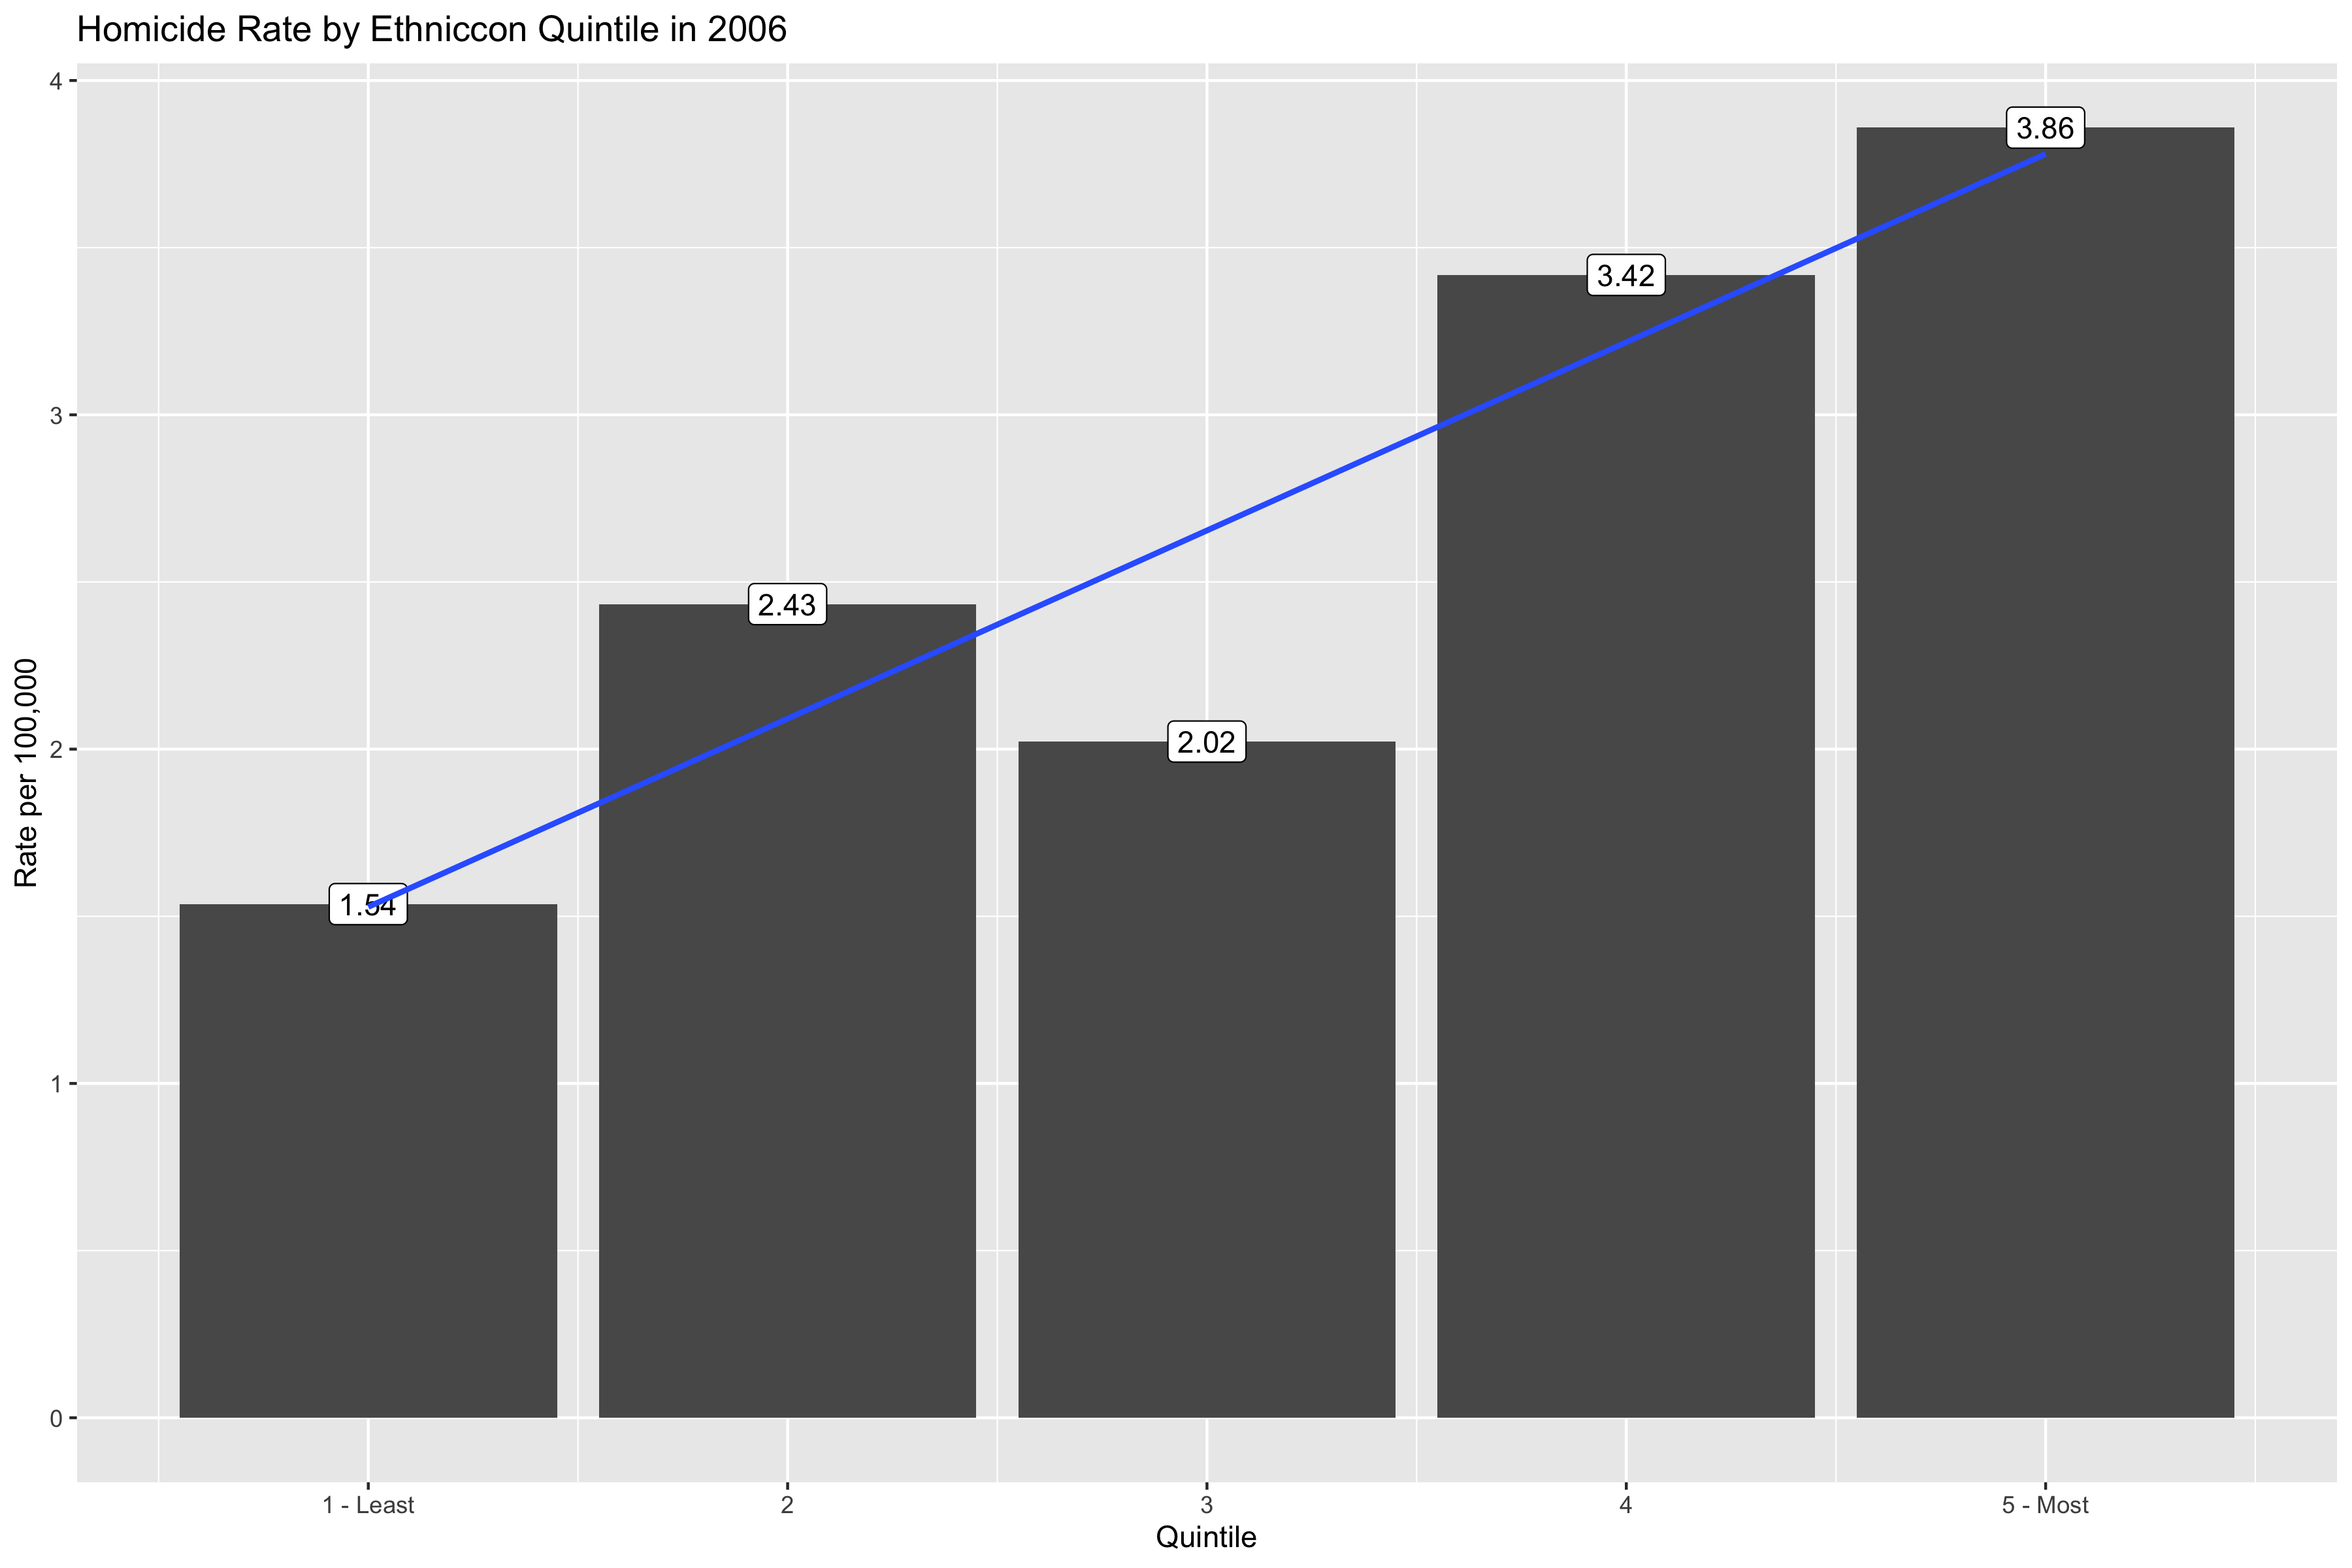 Homicide Rate by Ethniccon Quintile in 2006
4
3
2
1
0
Rate per 100,000
1.54
2.43
2.02
3.42
3.86
1 - Least
2
3
4
5 - Most
Quintile